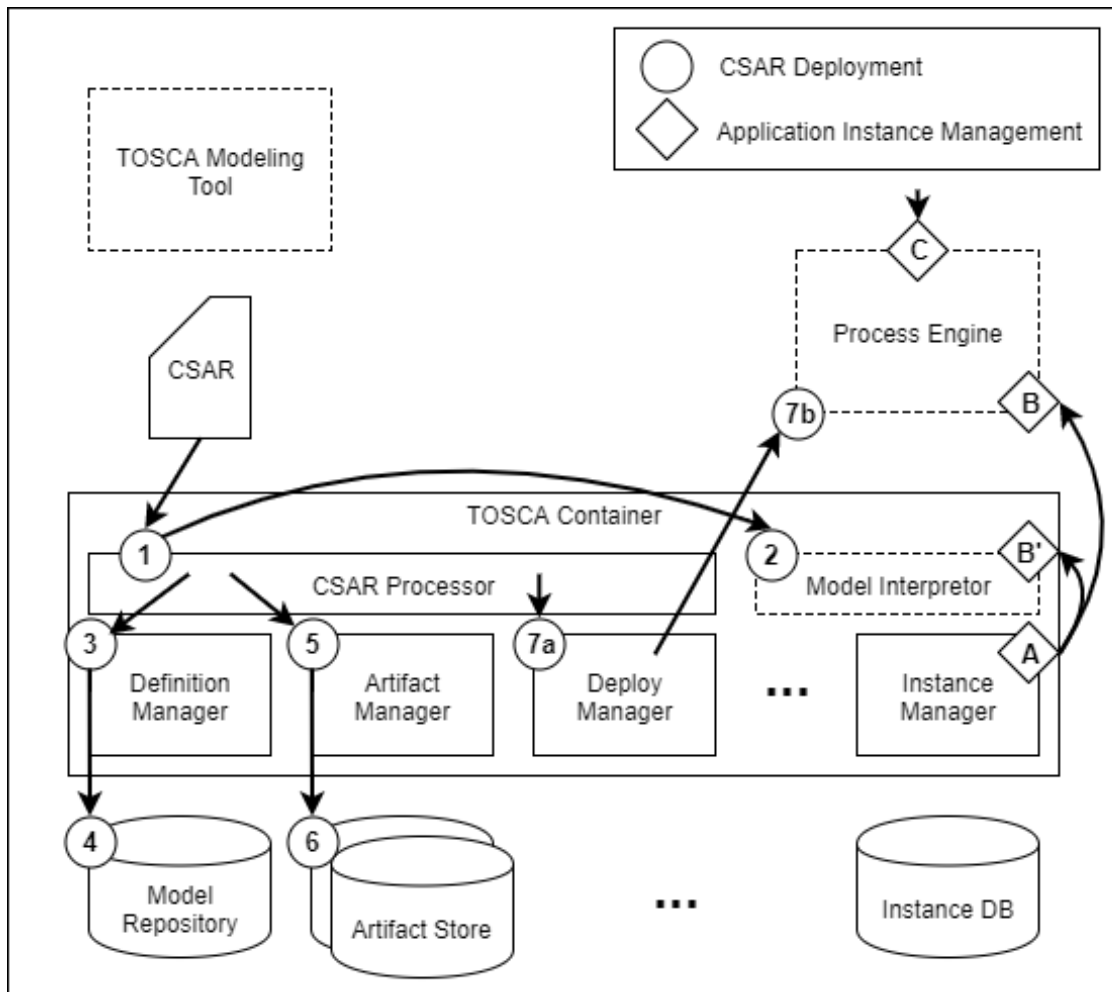 CSAR Deployment
Application Instance Management
TOSCA Modeling
Tool
C
Process Engine
CSAR
B
7b
TOSCA Container
1
2
B'
CSAR Processor
Model Interpretor
3
5
7a
A
Definition
Manager
Artifact
Manager
Deploy
Manager
...
Instance
Manager
4
6
Model
Repository
Artifact Store
...
Instance DB